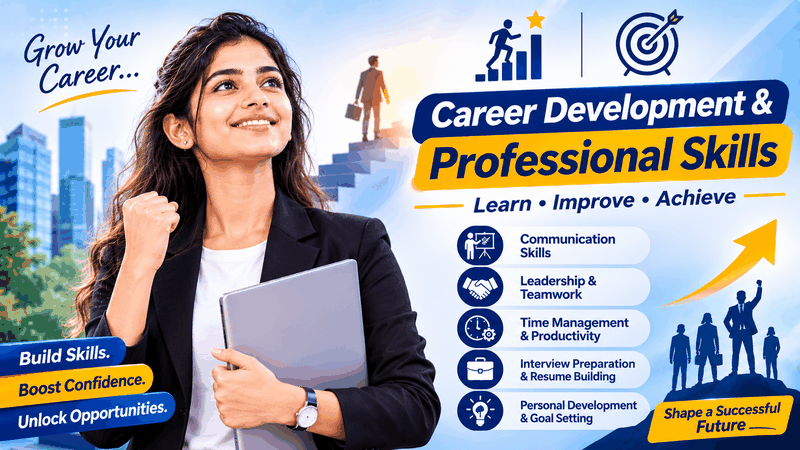 Grow Your
Career...
Career Development &
Professional Skills
Learn • Improve • Achieve
Communication
Skills
Leadership &
Teamwork
Time Management
& Productivity
Interview Preparation
& Resume Building
Personal Development
& Goal Setting
Build Skills.
Boost Confidence.
Unlock Opportunities.
Shape a Successful
Future